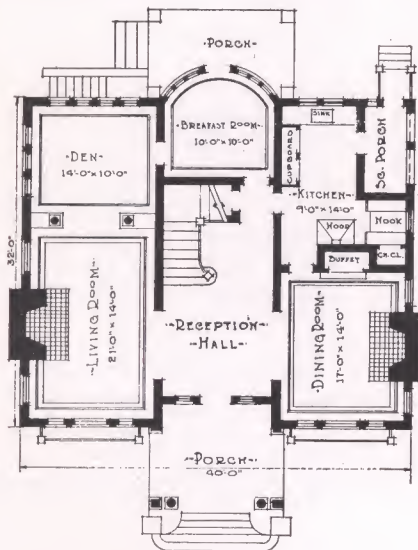 ·PORCH·
SINK
BREAKFAST ROOM
10'-0" × 10'-0"
CUPBOARD
SC. PORCH
-DEN-
14'-0" × 10'-0"
·KITCHEN·
9'-0" × 14'-0"
HOOD
NOOK
BUFFET
CH. CL.
32'-0"
-LIVING ROOM-
21'-0" × 14'-0"
-RECEPTION-
-HALL-
-DINING ROOM-
17'-0" × 14'-0"
-PORCH-
40'-0"